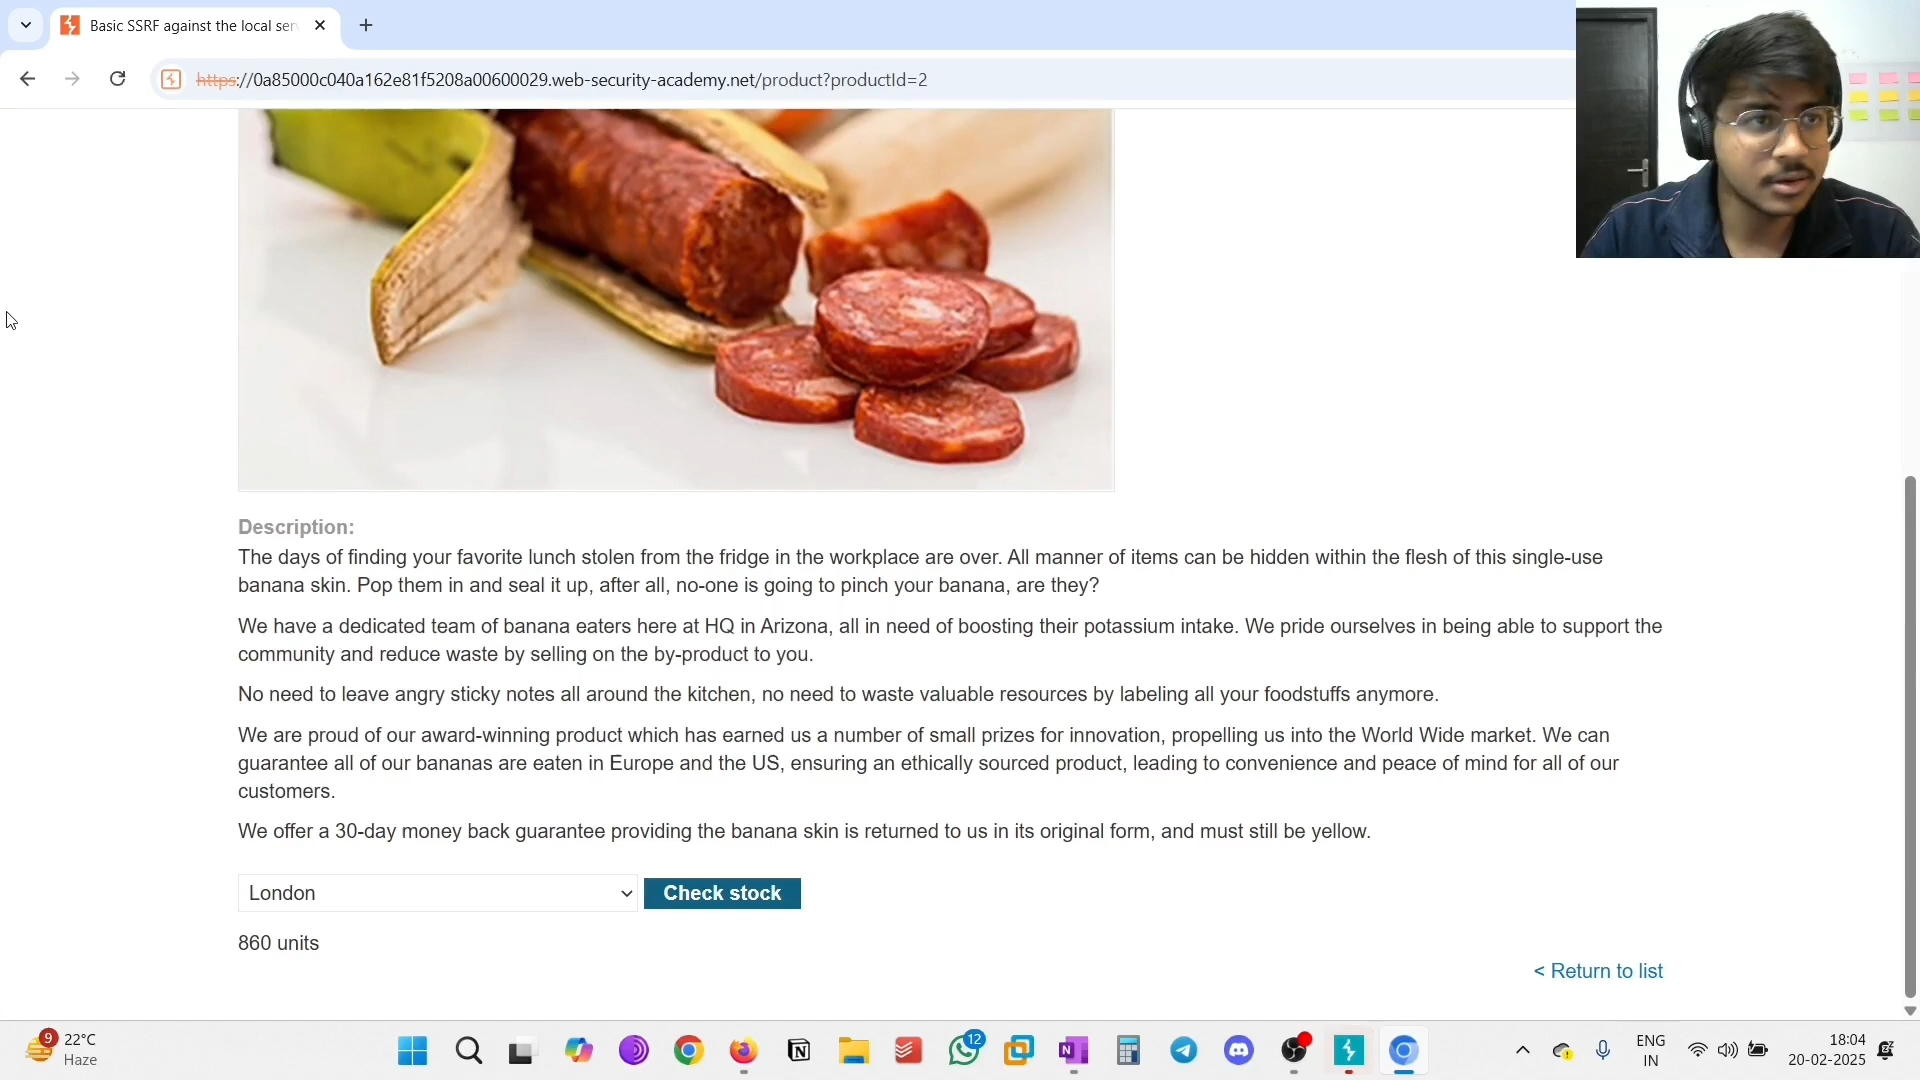 Basic SSRF against the local ser
https://0a85000c040a162e81f5208a00600029.web-security-academy.net/product?productId=2
Description:
The days of finding your favorite lunch stolen from the fridge in the workplace are over. All manner of items can be hidden within the flesh of this single-use
banana skin. Pop them in and seal it up, after all, no-one is going to pinch your banana, are they?
We have a dedicated team of banana eaters here at HQ in Arizona, all in need of boosting their potassium intake. We pride ourselves in being able to support the
community and reduce waste by selling on the by-product to you.
No need to leave angry sticky notes all around the kitchen, no need to waste valuable resources by labeling all your foodstuffs anymore.
We are proud of our award-winning product which has earned us a number of small prizes for innovation, propelling us into the World Wide market. We can
guarantee all of our bananas are eaten in Europe and the US, ensuring an ethically sourced product, leading to convenience and peace of mind for all of our
customers.
We offer a 30-day money back guarantee providing the banana skin is returned to us in its original form, and must still be yellow.
London
Check stock
860 units
< Return to list
9
22°C
Haze
12
ENG
IN
18:04
20-02-2025